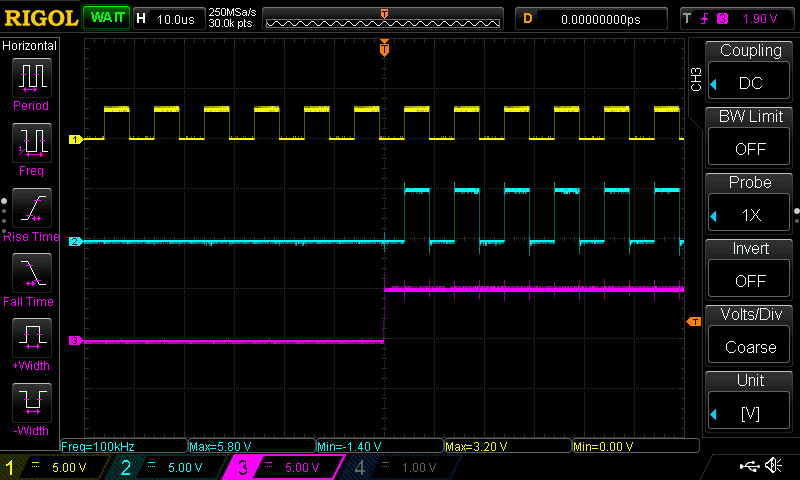 RIGOL WAIT H 10.0us 250MSa/s
30.0k pts
T
D 0.00000000ps T 3 1.90 V
Horizontal
Period
Freq
Rise Time
Fall Time
+Width
-Width
1
2
3
T
CH3
Coupling
DC
BW Limit
OFF
Probe
1X
Invert
OFF
Volts/Div
Coarse
Unit
[V]
Freq=100kHz Max=5.80 V Min=-1.40 V Max=3.20 V Min=0.00 V
1 5.00 V 2 5.00 V 3 5.00 V 4 1.00 V